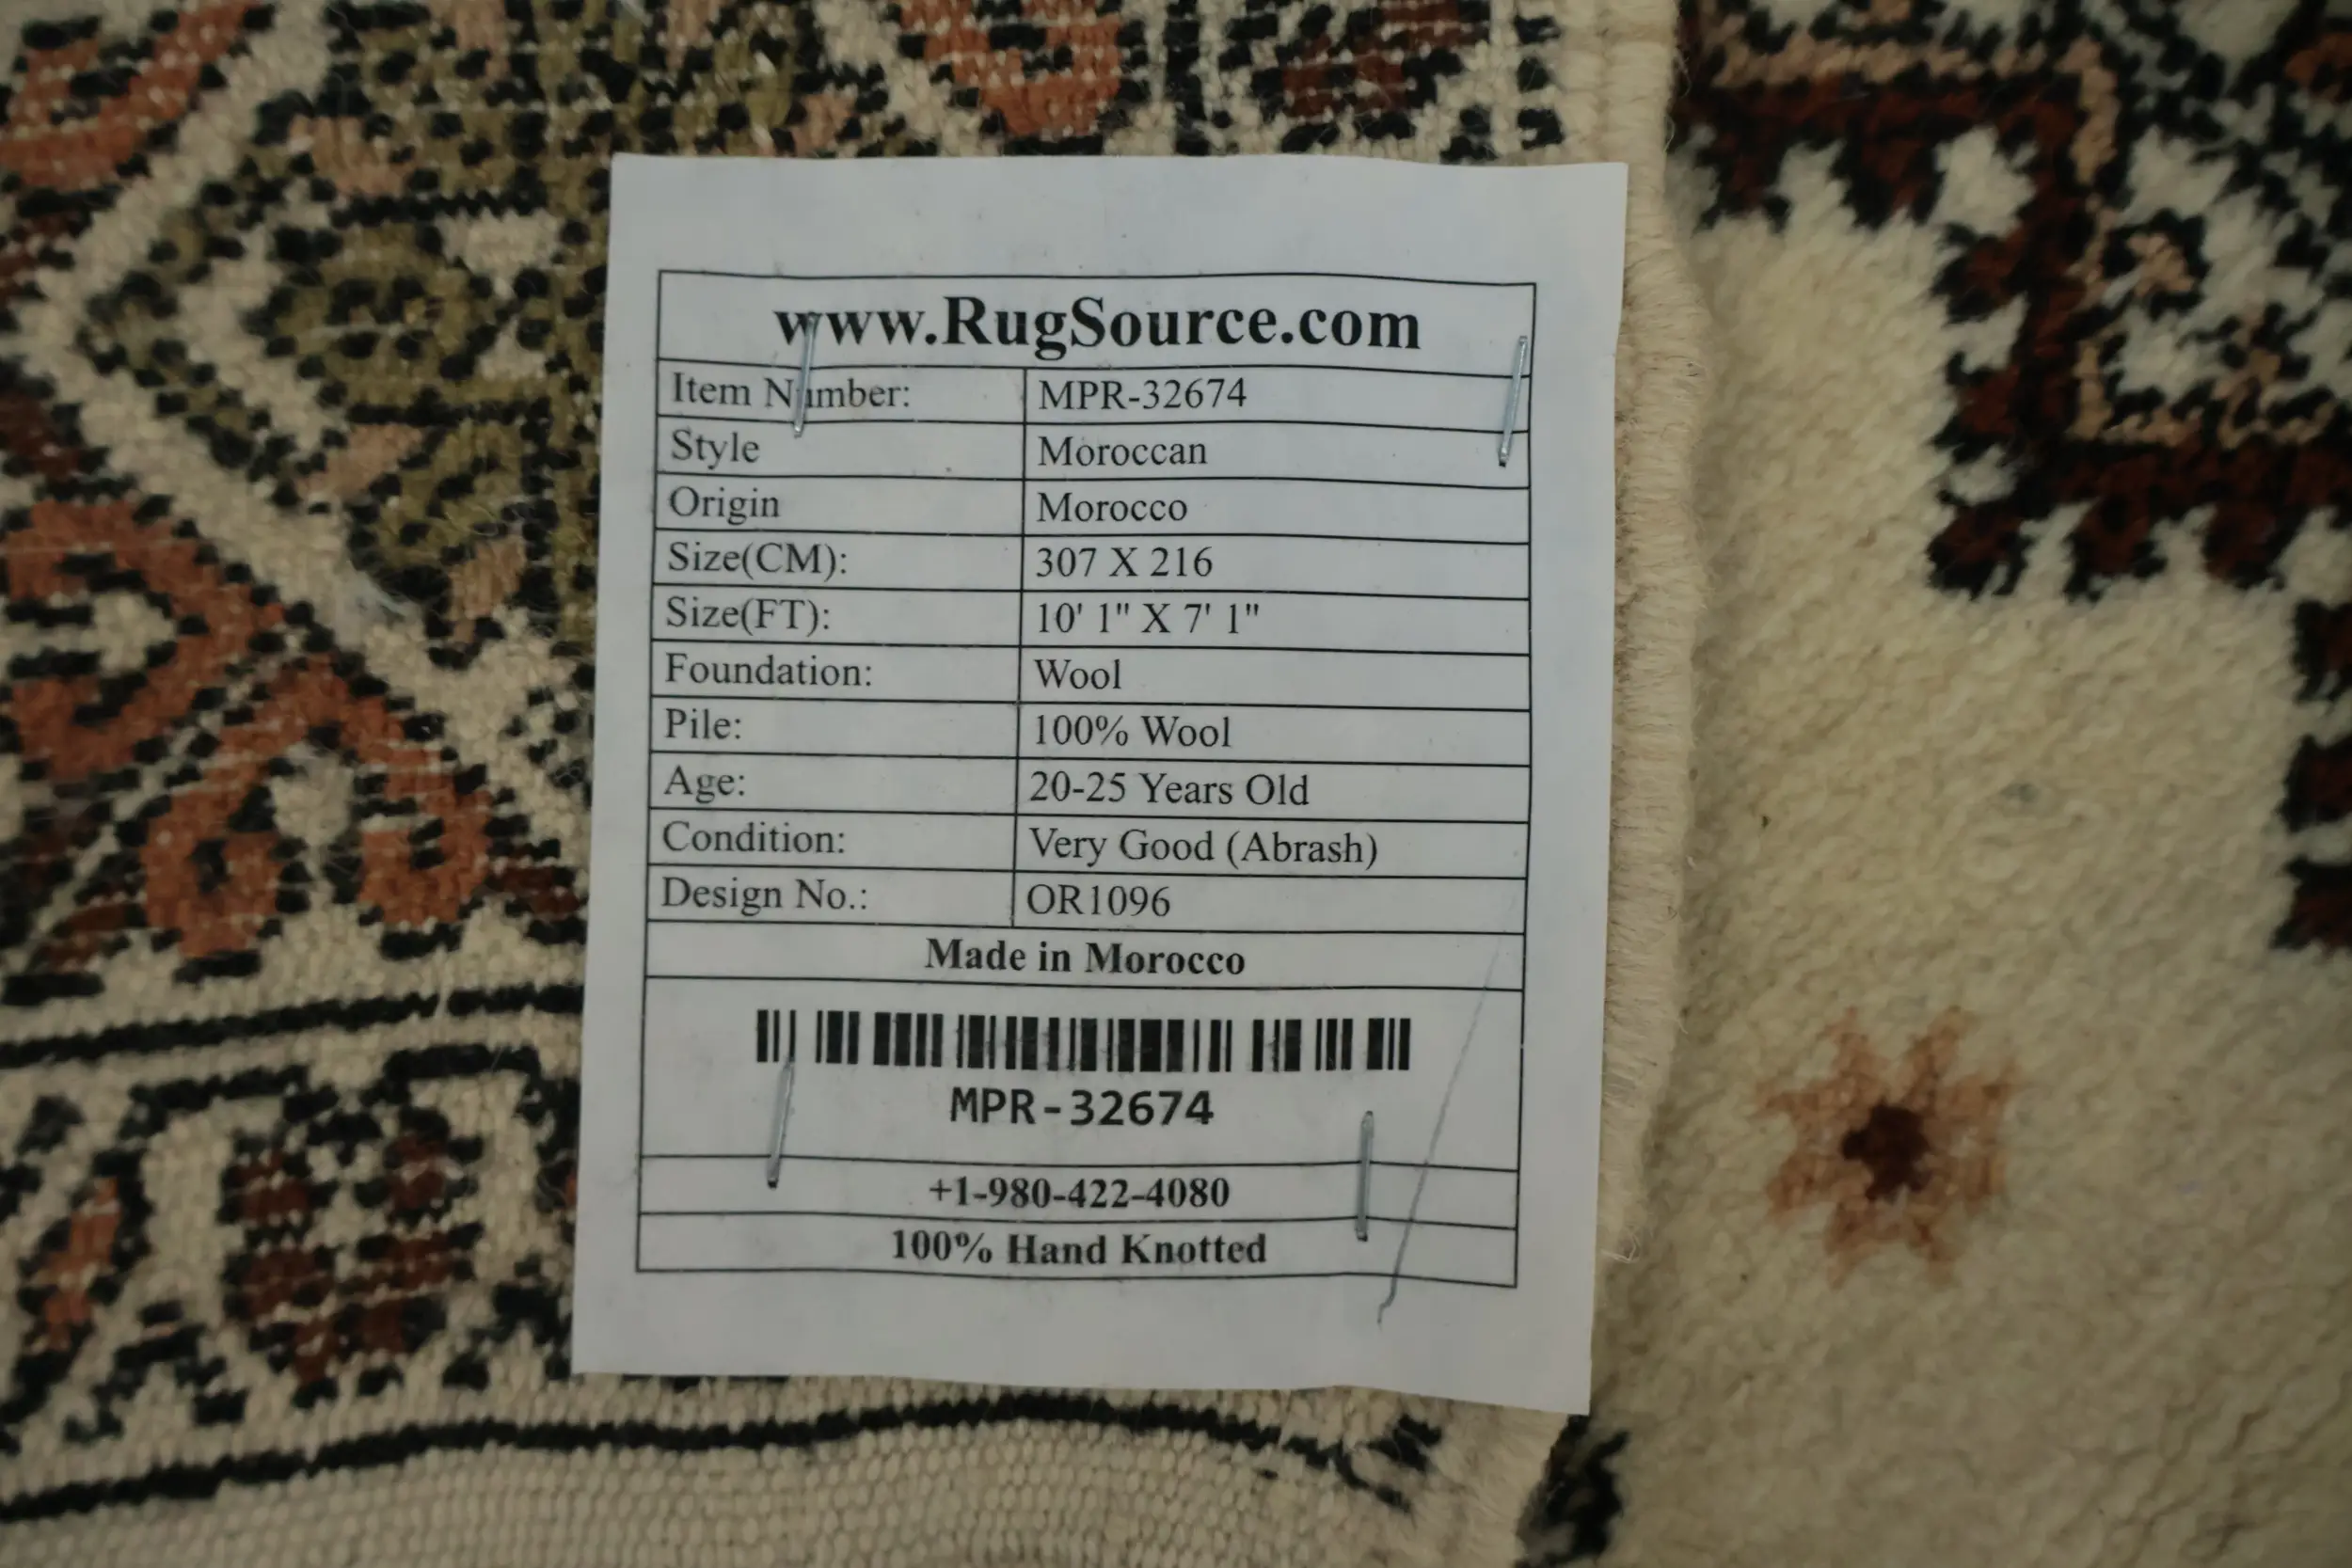 www.RugSource.com
Item Number: MPR-32674
Style Moroccan
Origin Morocco
Size(CM): 307 X 216
Size(FT): 10' 1" X 7' 1"
Foundation: Wool
Pile: 100% Wool
Age: 20-25 Years Old
Condition: Very Good (Abrash)
Design No.: OR1096
Made in Morocco
MPR-32674
+1-980-422-4080
100% Hand Knotted